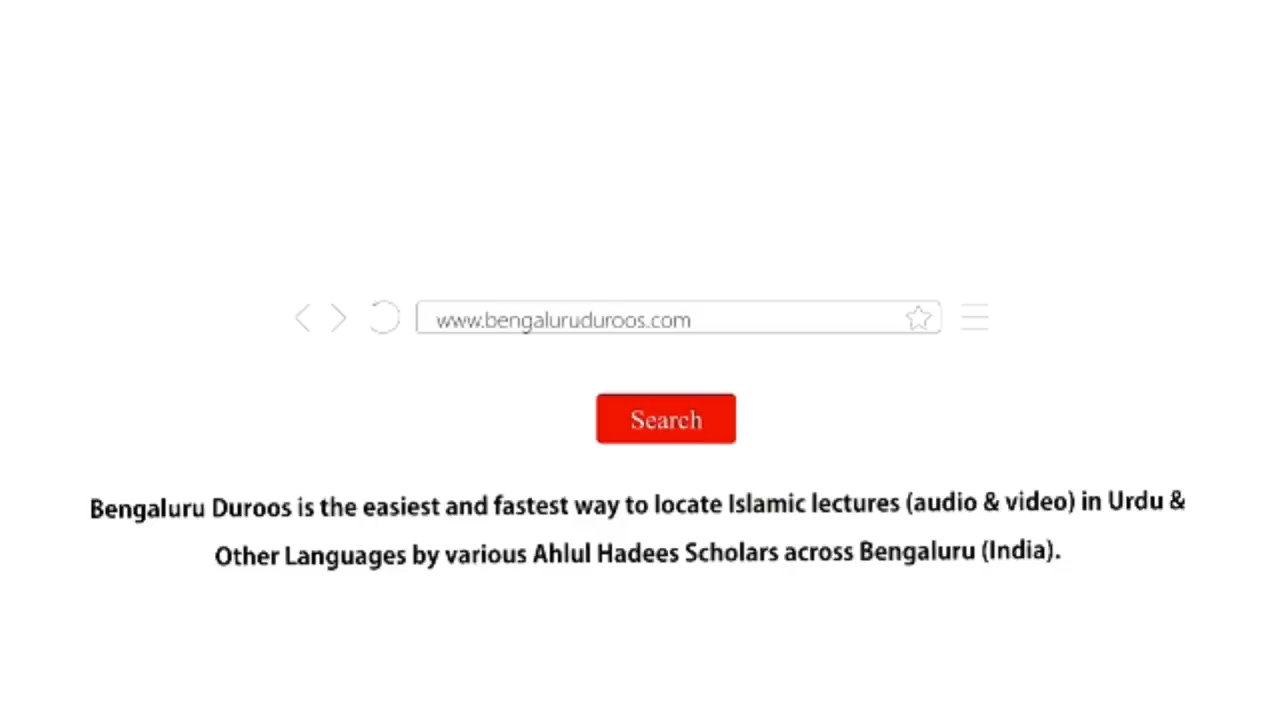 www.bengaluruduroos.com
Search
Bengaluru Duroos is the easiest and fastest way to locate Islamic lectures (audio & video) in Urdu &
Other Languages by various Ahlul Hadees Scholars across Bengaluru (India).